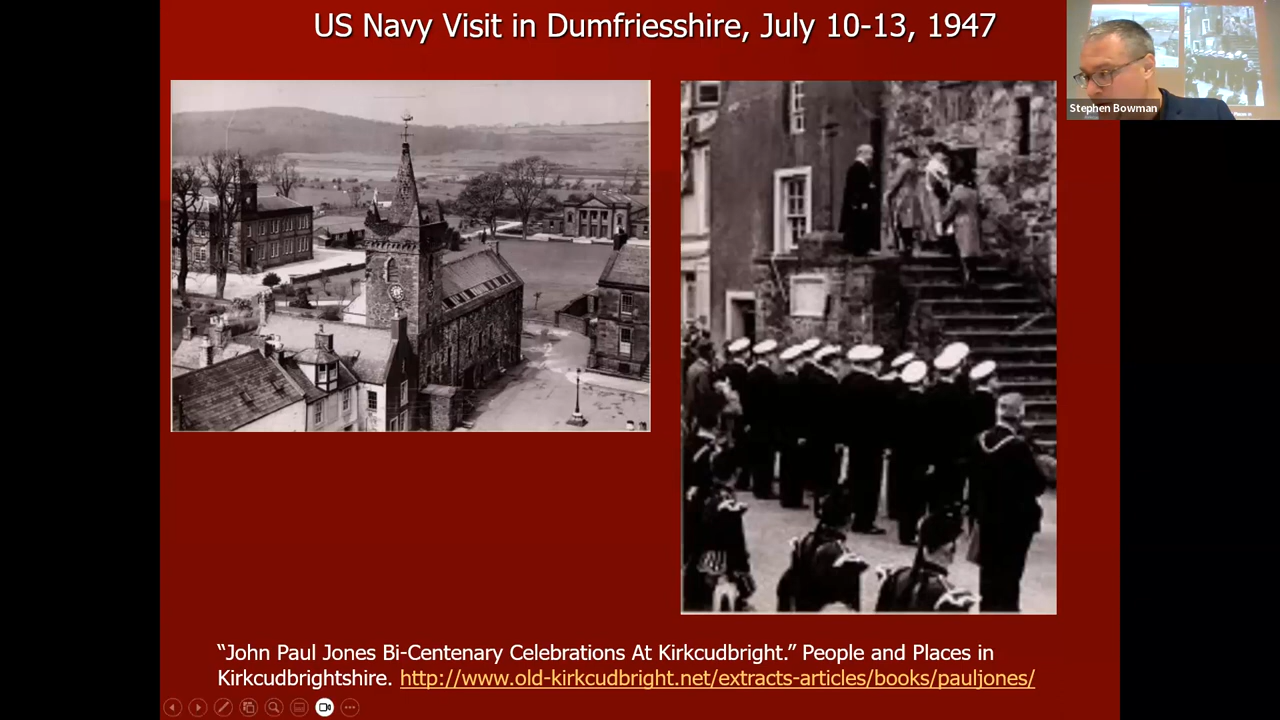 US Navy Visit in Dumfriesshire, July 10-13, 1947
Stephen Bowman
“John Paul Jones Bi-Centenary Celebrations At Kirkcudbright.” People and Places in
Kirkcudbrightshire. http://www.old-kirkcudbright.net/extracts-articles/books/pauljones/